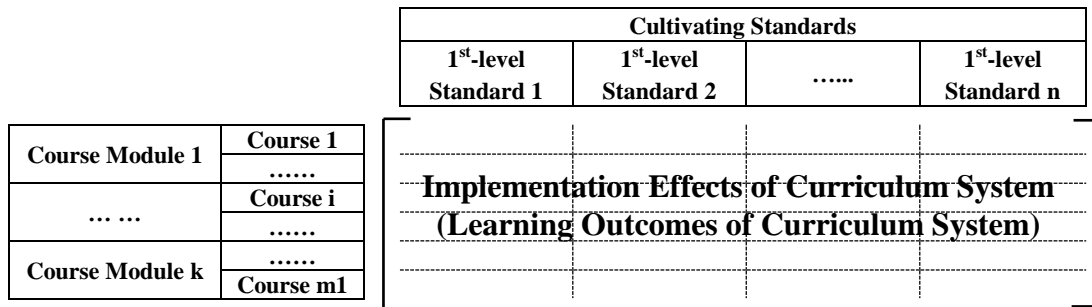 Cultivating Standards
1st-level Standard 1
1st-level Standard 2
…...
1st-level Standard n
Course Module 1
Course 1
……
… …
Course i
……
Course Module k
……
Course m1
Implementation Effects of Curriculum System
(Learning Outcomes of Curriculum System)